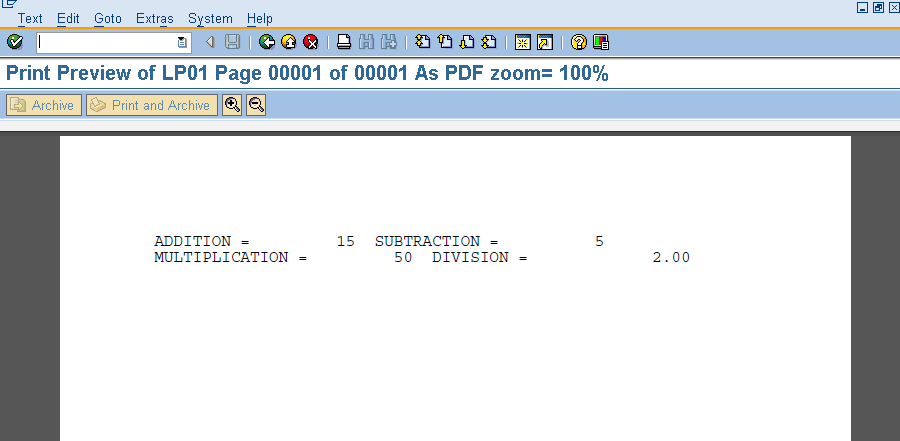 Text Edit Goto Extras System Help
Print Preview of LP01 Page 00001 of 00001 As PDF zoom= 100%
Archive Print and Archive
ADDITION = 15 SUBTRACTION = 5
MULTIPLICATION = 50 DIVISION = 2.00